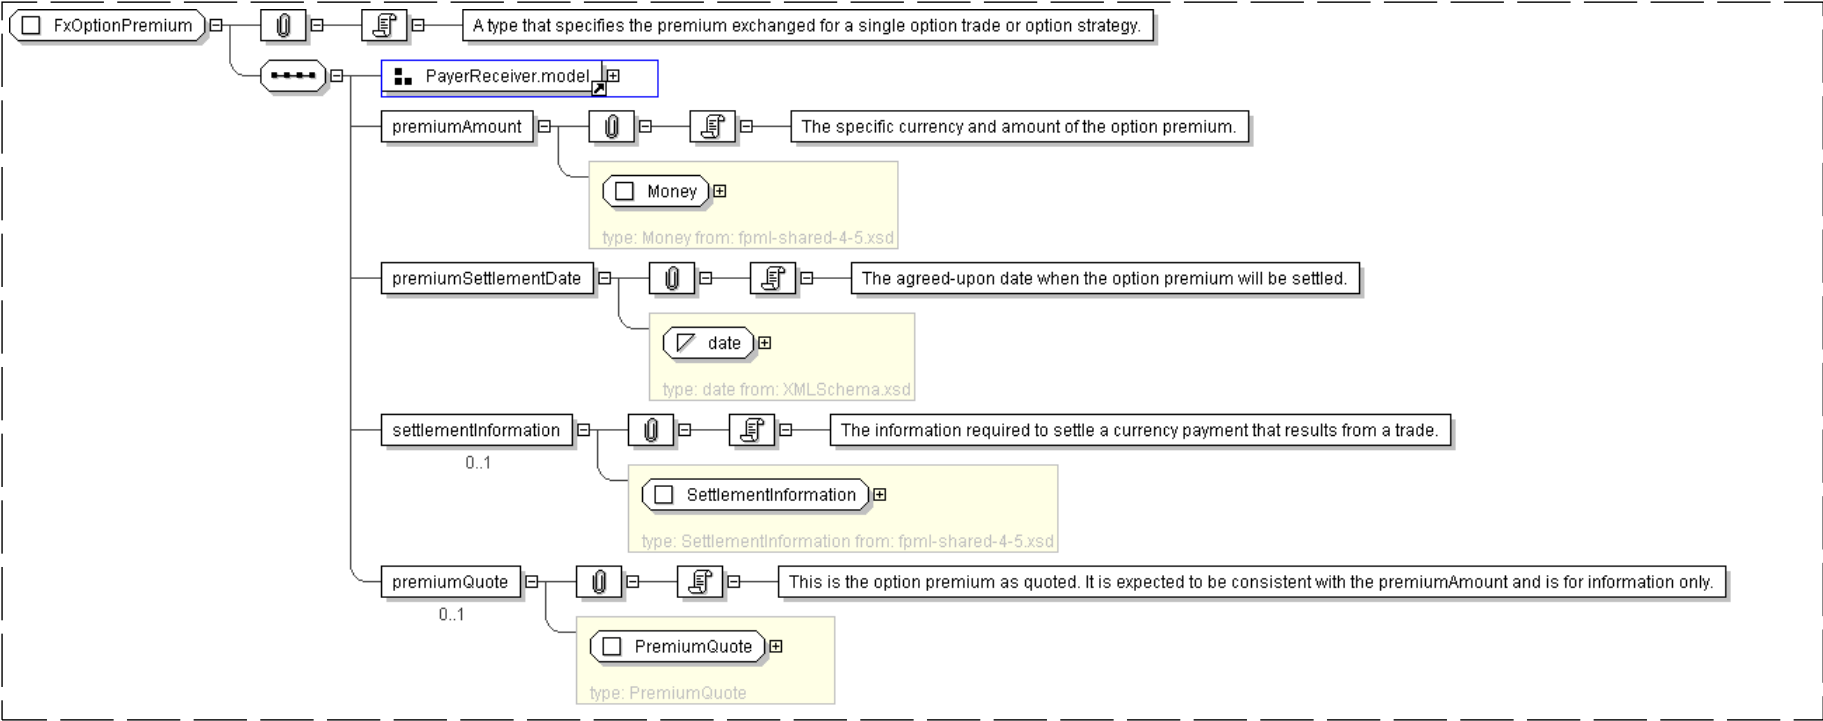 FxOptionPremium
A type that specifies the premium exchanged for a single option trade or option strategy.
PayerReceiver.model
premiumAmount
The specific currency and amount of the option premium.
Money
type: Money from: fpml-shared-4-5.xsd
premiumSettlementDate
The agreed-upon date when the option premium will be settled.
date
type: date from: XMLSchema.xsd
settlementInformation
The information required to settle a currency payment that results from a trade.
0..1
SettlementInformation
type: SettlementInformation from: fpml-shared-4-5.xsd
premiumQuote
This is the option premium as quoted. It is expected to be consistent with the premiumAmount and is for information only.
0..1
PremiumQuote
type: PremiumQuote